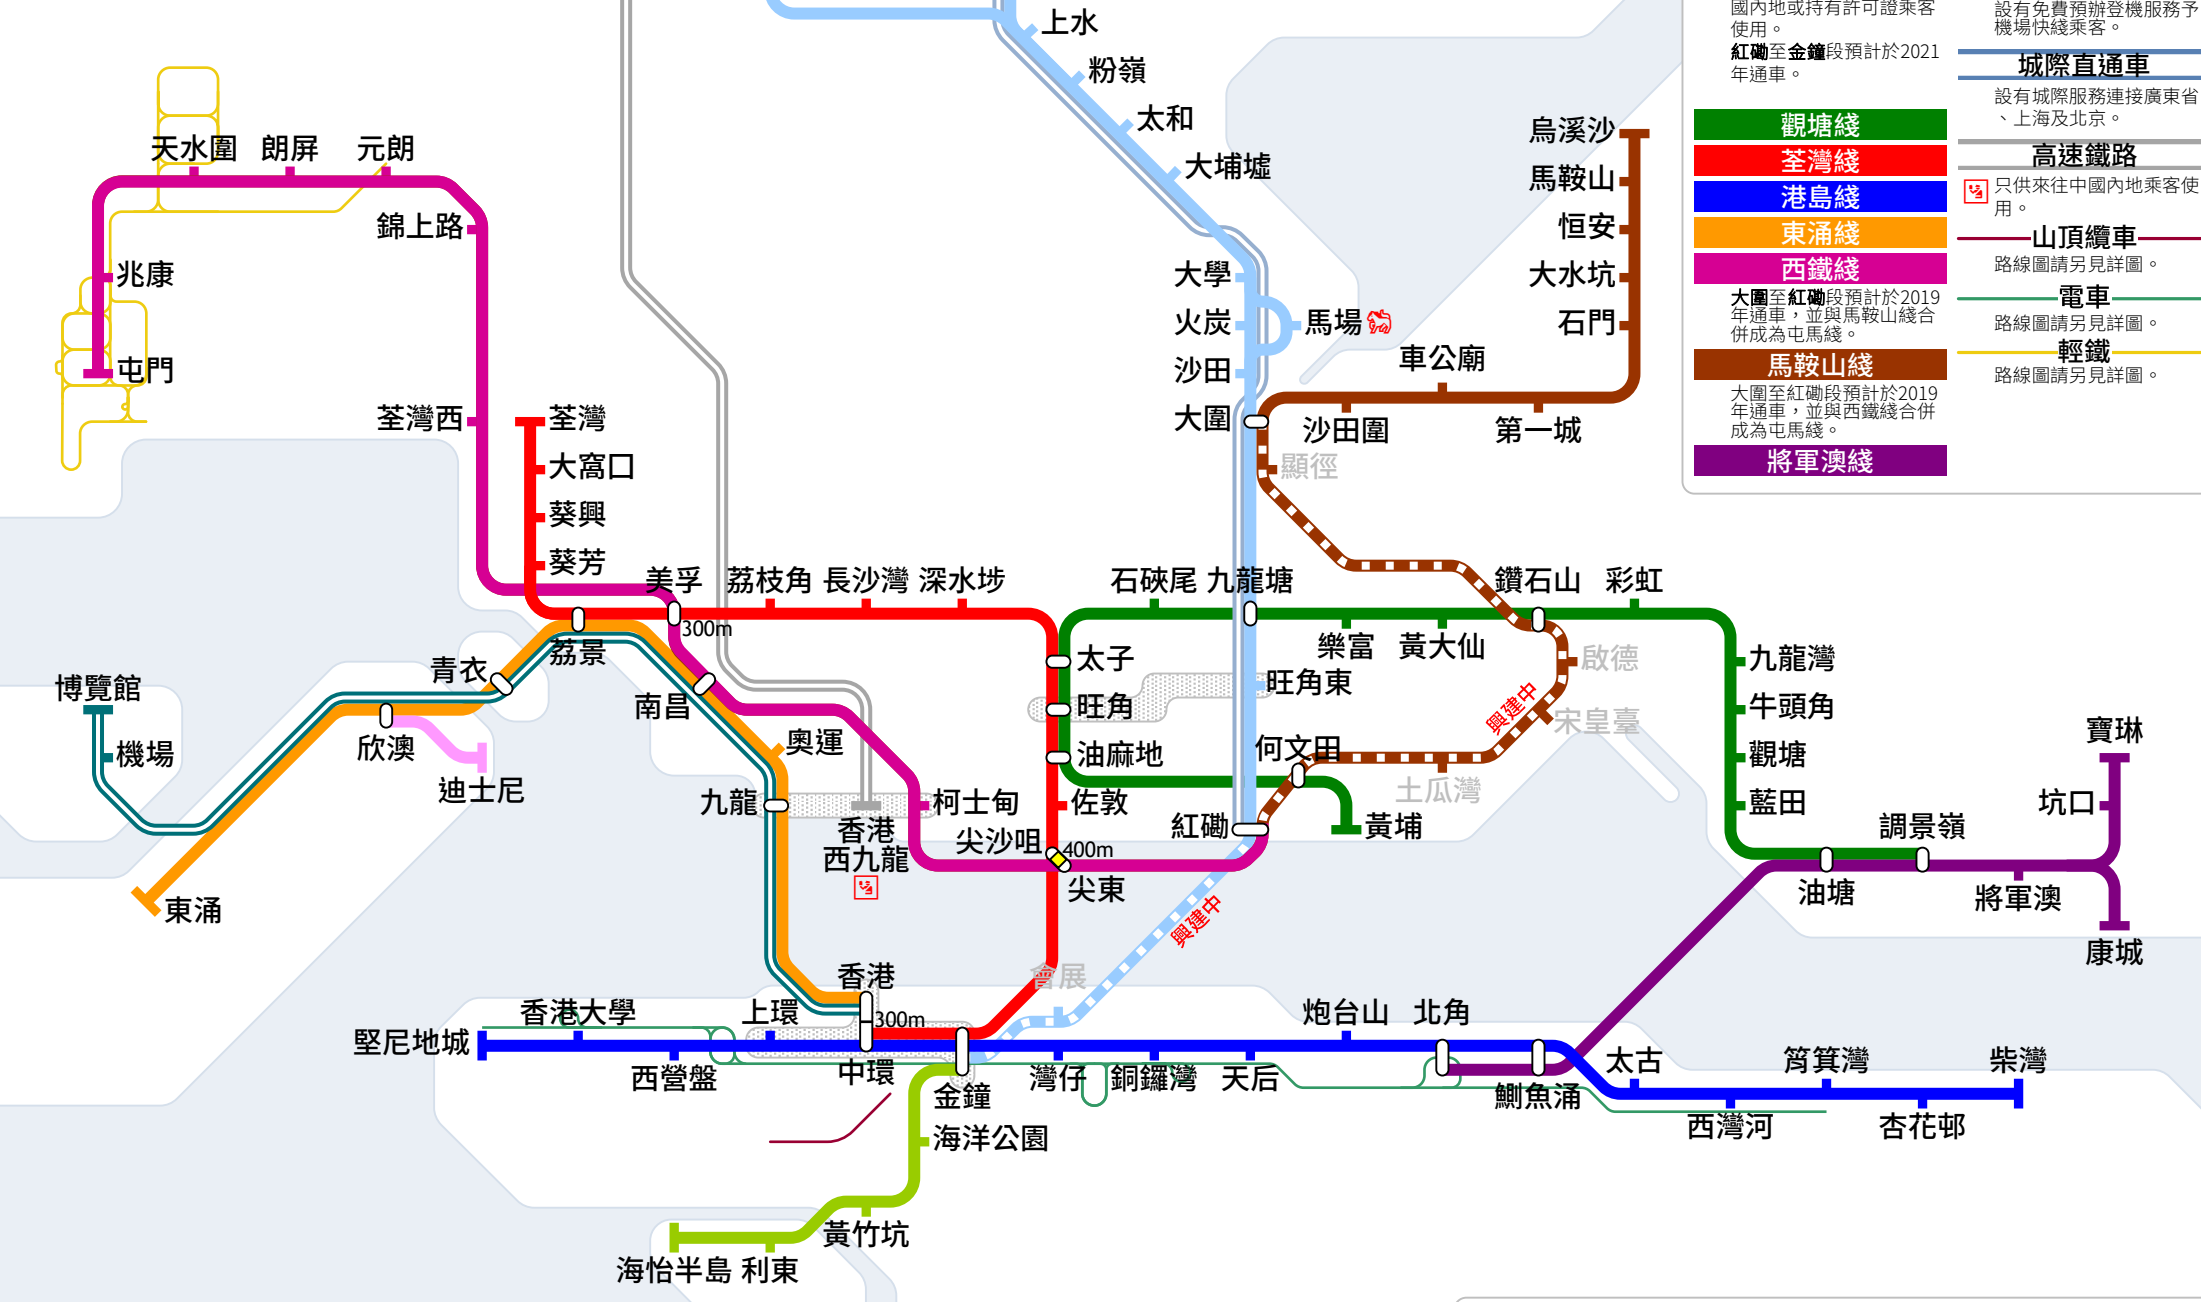 上水
粉嶺
太和
大埔墟
大學
火炭
馬場
沙田
大圍
烏溪沙
馬鞍山
恒安
大水坑
石門
車公廟
沙田圍
第一城
顯徑
天水圍
朗屏
元朗
錦上路
兆康
屯門
荃灣西
荃灣
大窩口
葵興
葵芳
美孚
300m
荔枝角
長沙灣
深水埗
荔景
青衣
南昌
博覽館
機場
欣澳
迪士尼
東涌
奧運
九龍
香港
西九龍
柯士甸
石硤尾
九龍塘
樂富
黃大仙
鑽石山
彩虹
太子
旺角
旺角東
油麻地
佐敦
尖沙咀
400m
尖東
紅磡
何文田
黃埔
啟德
興建中
宋皇臺
土瓜灣
九龍灣
牛頭角
觀塘
藍田
調景嶺
油塘
將軍澳
寶琳
坑口
康城
興建中
會展
香港
300m
中環
上環
香港大學
西營盤
堅尼地城
金鐘
灣仔
銅鑼灣
天后
炮台山
北角
鰂魚涌
太古
西灣河
筲箕灣
杏花邨
柴灣
海洋公園
黃竹坑
利東
海怡半島
國內地或持有許可證乘客
使用。
紅磡至金鐘段預計於2021
年通車。
觀塘綫
荃灣綫
港島綫
東涌綫
西鐵綫
大圍至紅磡段預計於2019
年通車，並與馬鞍山綫合
併成為屯馬綫。
馬鞍山綫
大圍至紅磡段預計於2019
年通車，並與西鐵綫合併
成為屯馬綫。
將軍澳綫
設有免費預辦登機服務予
機場快綫乘客。
城際直通車
設有城際服務連接廣東省
、上海及北京。
高速鐵路
只供來往中國內地乘客使
用。
山頂纜車
路線圖請另見詳圖。
電車
路線圖請另見詳圖。
輕鐵
路線圖請另見詳圖。